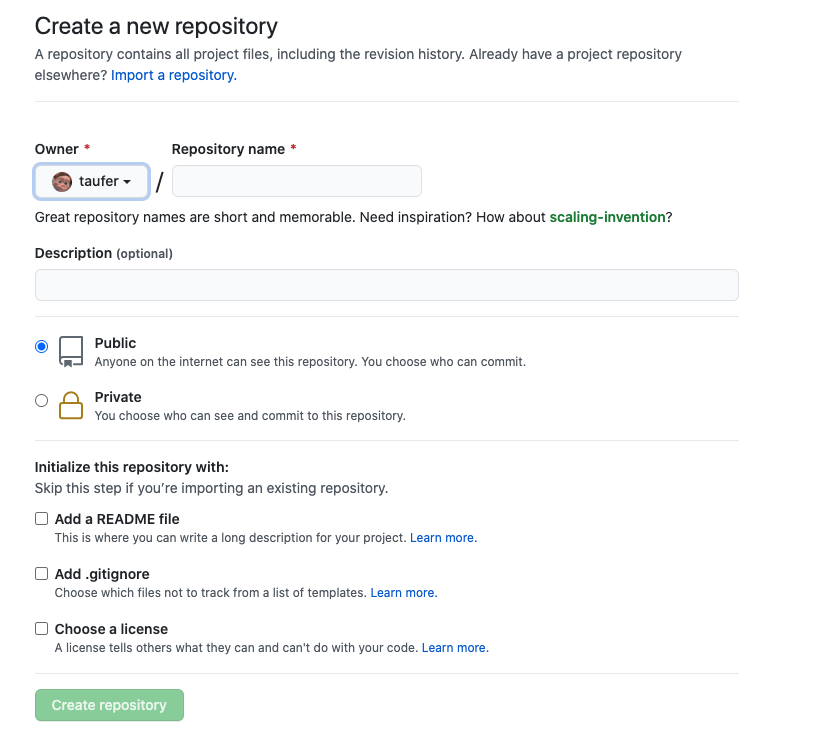 Create a new repository
A repository contains all project files, including the revision history. Already have a project repository
elsewhere? Import a repository.
Owner * Repository name *
taufer /
Great repository names are short and memorable. Need inspiration? How about scaling-invention?
Description (optional)
Public
Anyone on the internet can see this repository. You choose who can commit.
Private
You choose who can see and commit to this repository.
Initialize this repository with:
Skip this step if you’re importing an existing repository.
Add a README file
This is where you can write a long description for your project. Learn more.
Add .gitignore
Choose which files not to track from a list of templates. Learn more.
Choose a license
A license tells others what they can and can't do with your code. Learn more.
Create repository